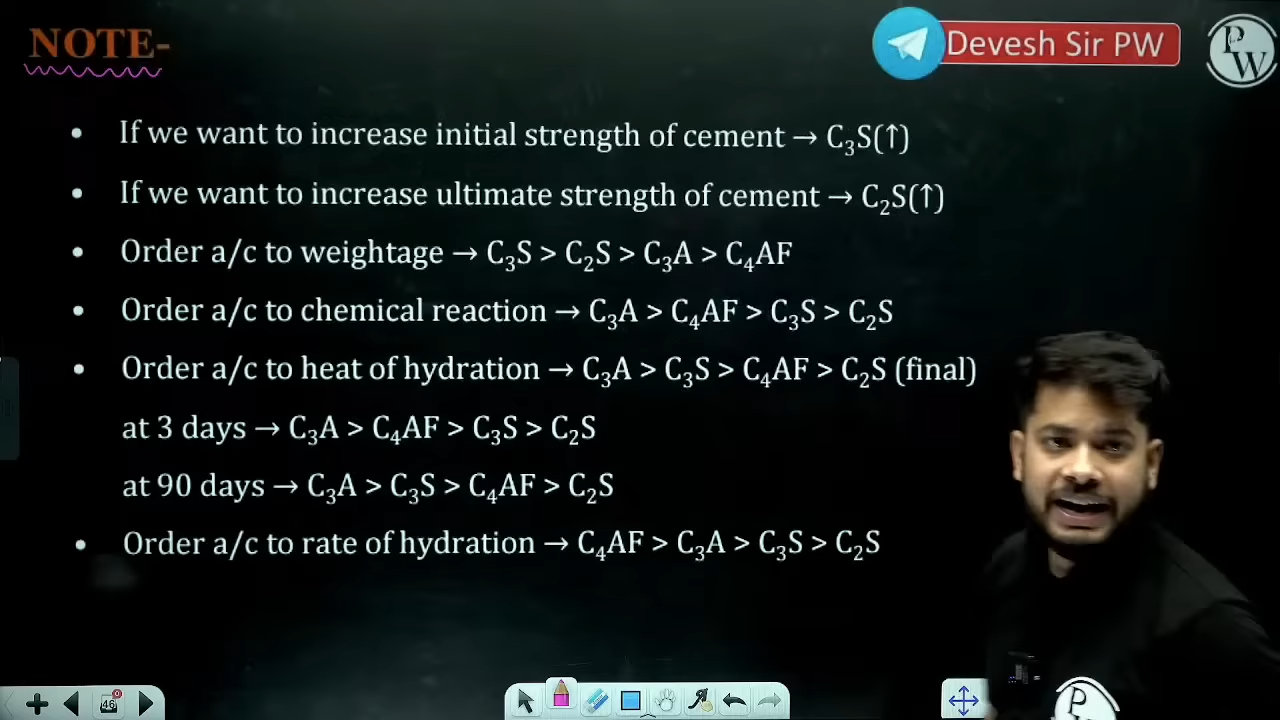 NOTE-
Devesh Sir PW
PW
• If we want to increase initial strength of cement → C₃S(↑)
• If we want to increase ultimate strength of cement → C₂S(↑)
• Order a/c to weightage → C₃S > C₂S > C₃A > C₄AF
• Order a/c to chemical reaction → C₃A > C₄AF > C₃S > C₂S
• Order a/c to heat of hydration → C₃A > C₃S > C₄AF > C₂S (final)
at 3 days → C₃A > C₄AF > C₃S > C₂S
at 90 days → C₃A > C₃S > C₄AF > C₂S
• Order a/c to rate of hydration → C₄AF > C₃A > C₃S > C₂S
46
0
P